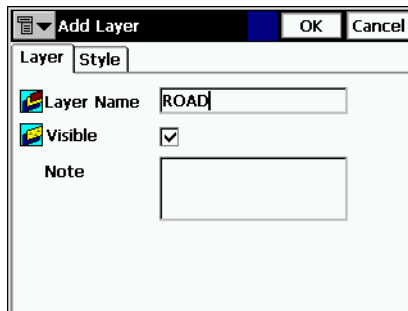 Add Layer OK Cancel
Layer Style
Layer Name ROAD
Visible
Note